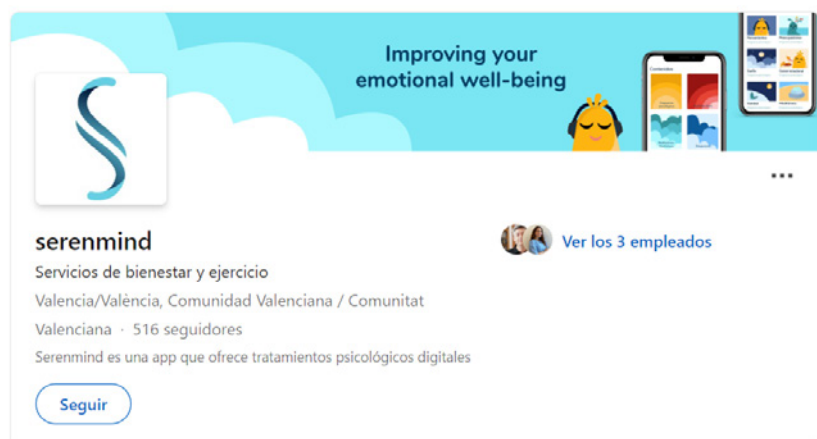 Improving your
emotional well-being
serenmind
Ver los 3 empleados
Servicios de bienestar y ejercicio
Valencia/València, Comunidad Valenciana / Comunitat
Valenciana · 516 seguidores
Serenmind es una app que ofrece tratamientos psicológicos digitales
Seguir